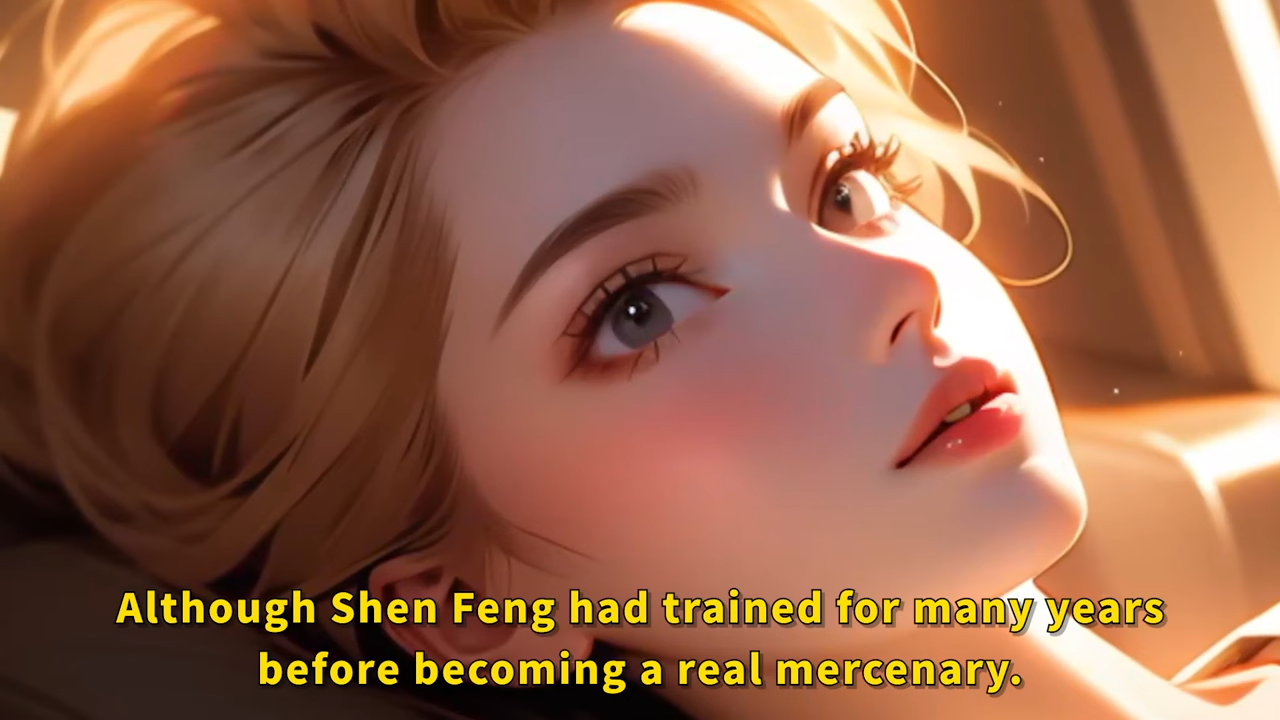 Although Shen Feng had trained for many years
before becoming a real mercenary.